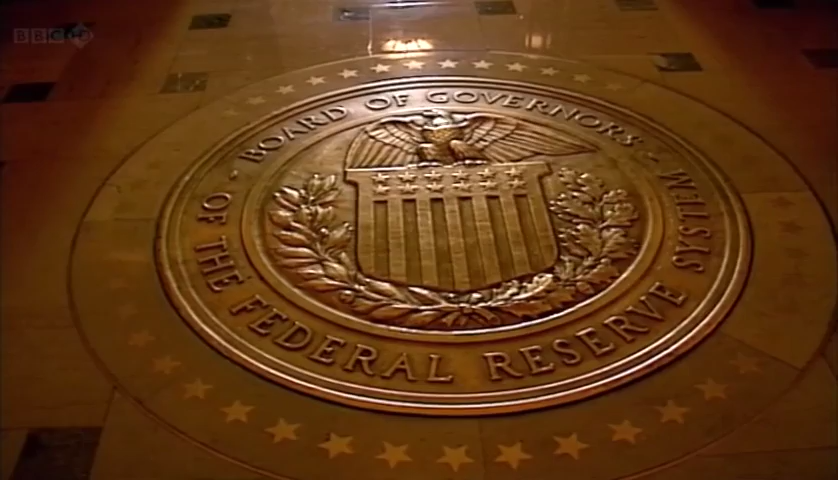 BBC HD
BOARD OF GOVERNORS
OF THE FEDERAL RESERVE SYSTEM